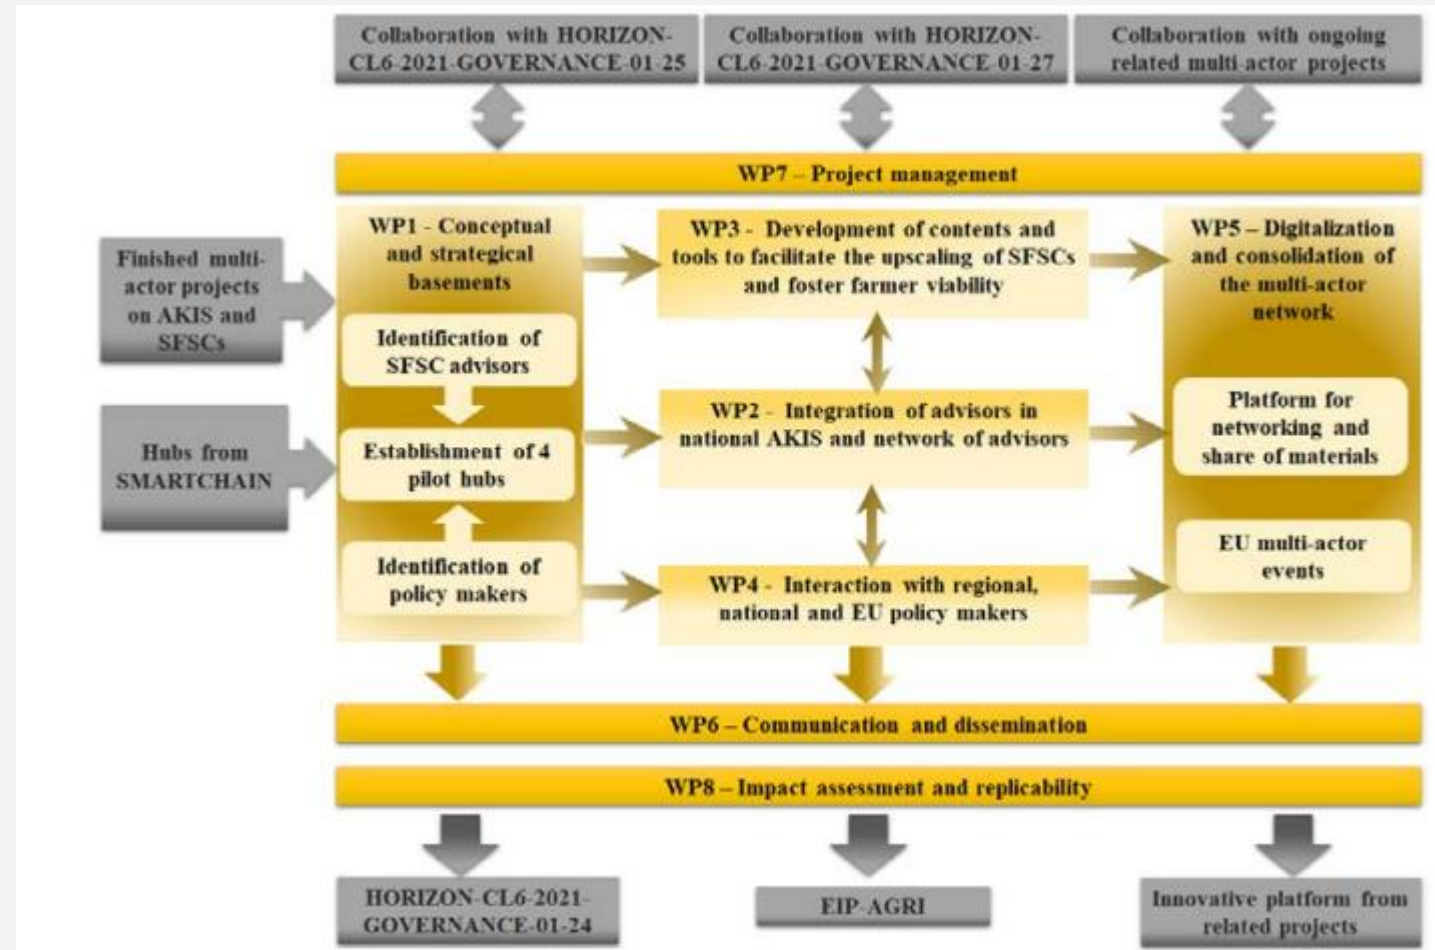 Collaboration with HORIZON-
CL6-2021-GOVERNANCE-01-25
Collaboration with HORIZON-
CL6-2021-GOVERNANCE-01-27
Collaboration with ongoing
related multi-actor projects
WP7 – Project management
Finished multi-
actor projects
on AKIS and
SFSCs
Hubs from
SMARTCHAIN
WP1 - Conceptual
and strategical
basements
Identification of
SFSC advisors
Establishment of 4
pilot hubs
Identification of
policy makers
WP3 - Development of contents and
tools to facilitate the upscaling of SFSCs
and foster farmer viability
WP2 - Integration of advisors in
national AKIS and network of advisors
WP4 - Interaction with regional,
national and EU policy makers
WP5 – Digitalization
and consolidation of
the multi-actor
network
Platform for
networking and
share of materials
EU multi-actor
events
WP6 – Communication and dissemination
WP8 – Impact assessment and replicability
HORIZON-CL6-2021-
GOVERNANCE-01-24
EIP-AGRI
Innovative platform from
related projects